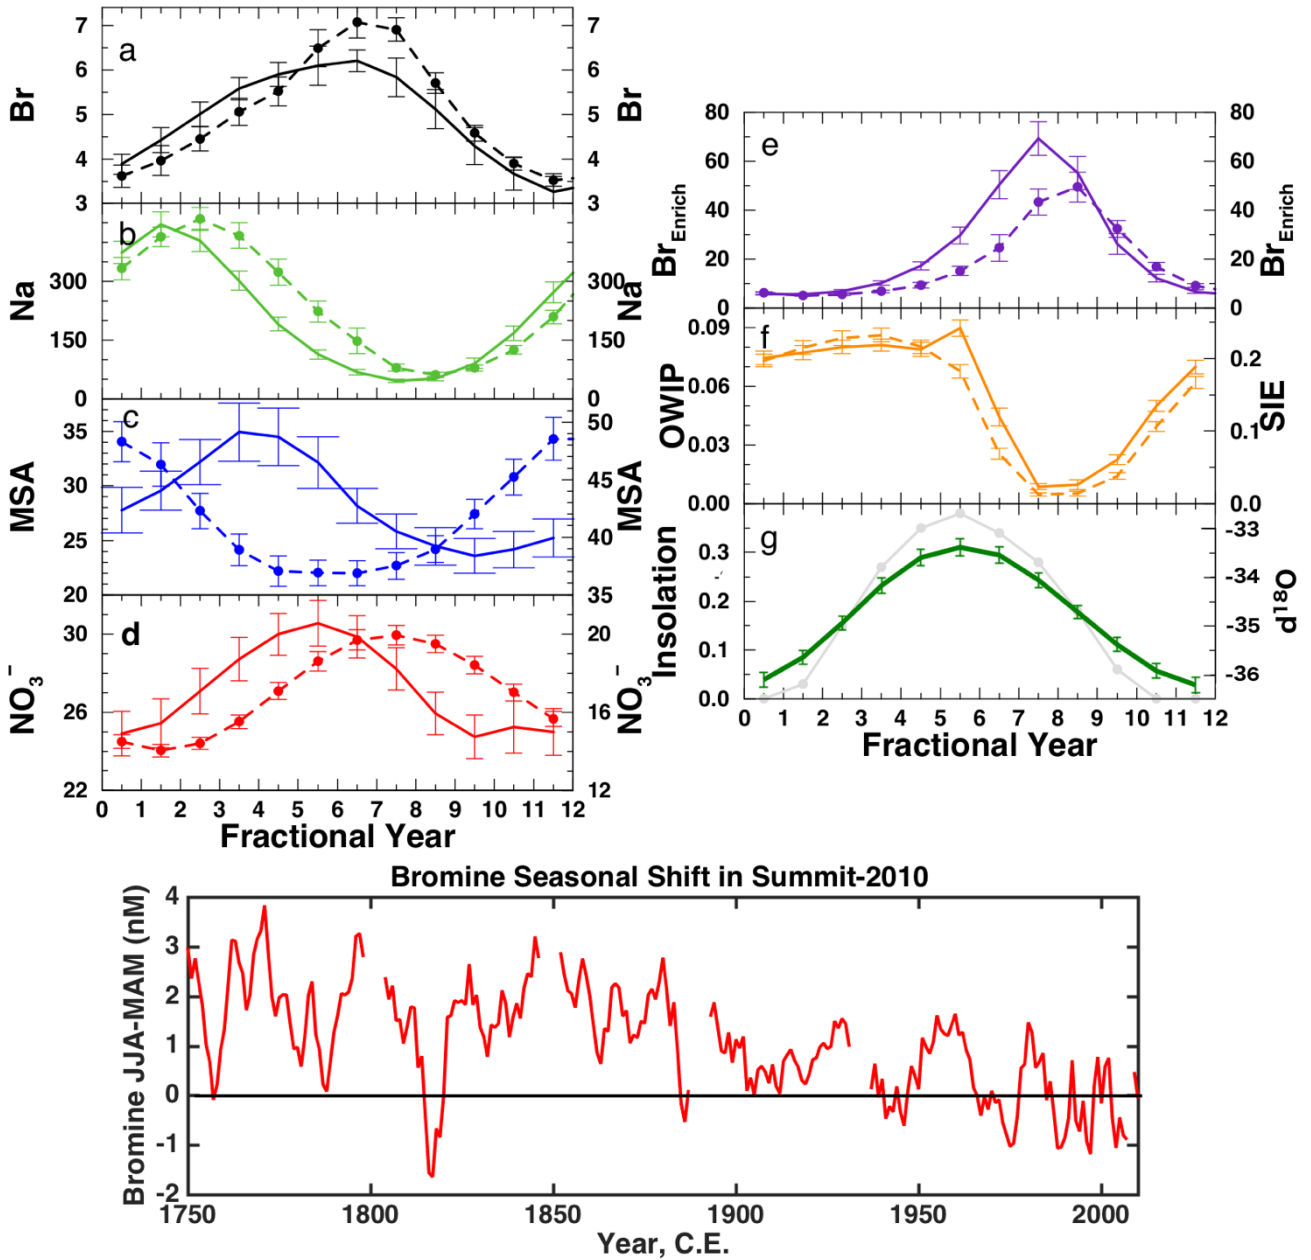 a
Br
7
6
5
4
3
7
6
5
4
3
Br
b
Na
300
150
0
300
150
0
Na
c
MSA
35
30
25
20
50
45
40
35
MSA
d
NO₃⁻
30
26
22
20
16
12
NO₃⁻
0 1 2 3 4 5 6 7 8 9 10 11 12
Fractional Year
e
Br_Enrich
80
60
40
20
0
80
60
40
20
0
Br_Enrich
f
OWIP
0.09
0.06
0.03
0.00
0.2
0.1
0.0
SIE
g
Insolation
0.3
0.2
0.1
0.0
-33
-34
-35
-36
d¹⁸O
0 1 2 3 4 5 6 7 8 9 10 11 12
Fractional Year
Bromine Seasonal Shift in Summit-2010
Bromine JJA-MAM (nM)
4
3
2
1
0
-1
-2
1750 1800 1850 1900 1950 2000
Year, C.E.